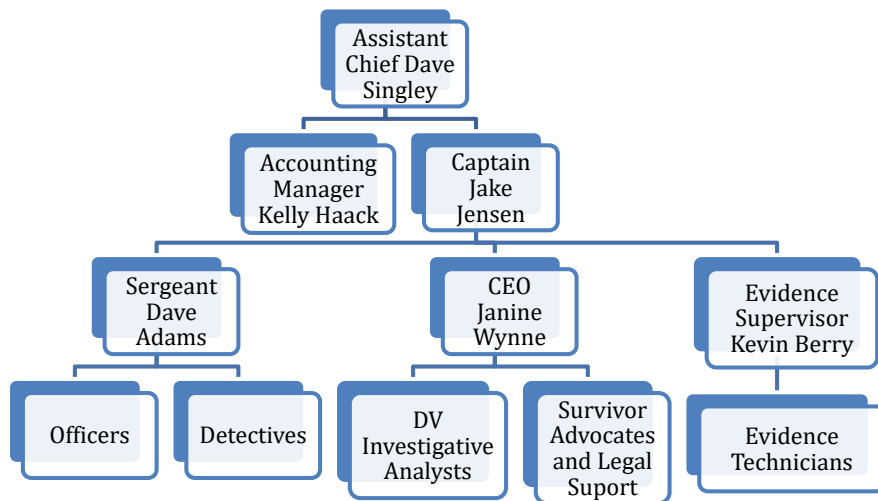 Assistant
Chief Dave
Singley
Accounting
Manager
Kelly Haack
Captain
Jake
Jensen
Sergeant
Dave
Adams
CEO
Janine
Wynne
Evidence
Supervisor
Kevin Berry
Officers
Detectives
DV
Investigative
Analysts
Survivor
Advocates
and Legal
Suport
Evidence
Technicians